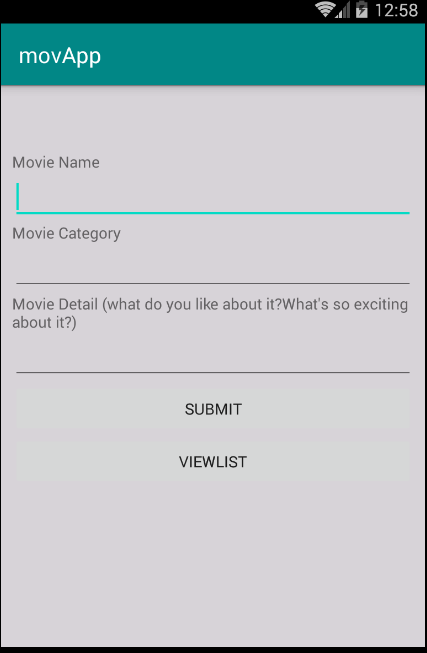 12:58
movApp
Movie Name
Movie Category
Movie Detail (what do you like about it?What's so exciting
about it?)
SUBMIT
VIEWLIST